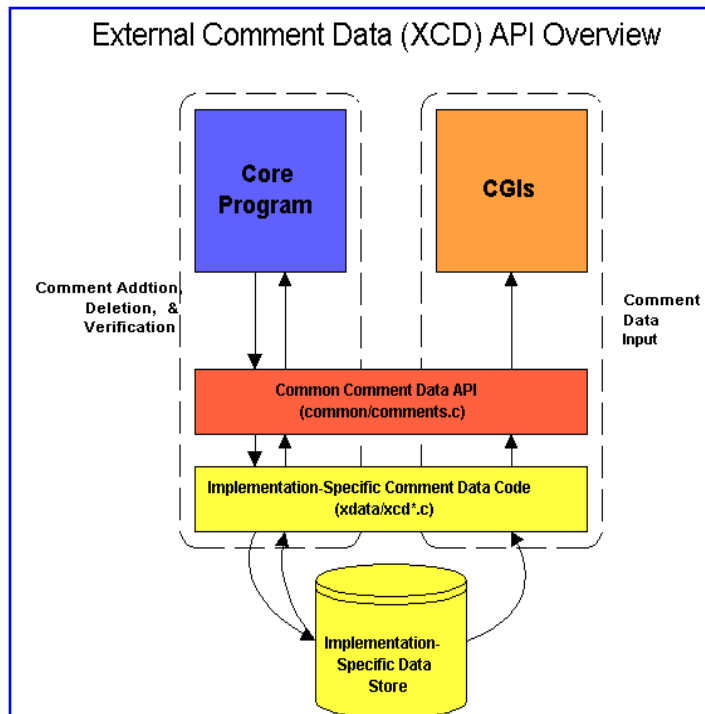 External Comment Data (XCD) API Overview
Core
Program
CGIs
Comment Addtion,
Deletion, &
Verification
Comment
Data
Input
Common Comment Data API
(common/comments.c)
Implementation-Specific Comment Data Code
(xdata/xcd*.c)
Implementation-
Specific Data
Store